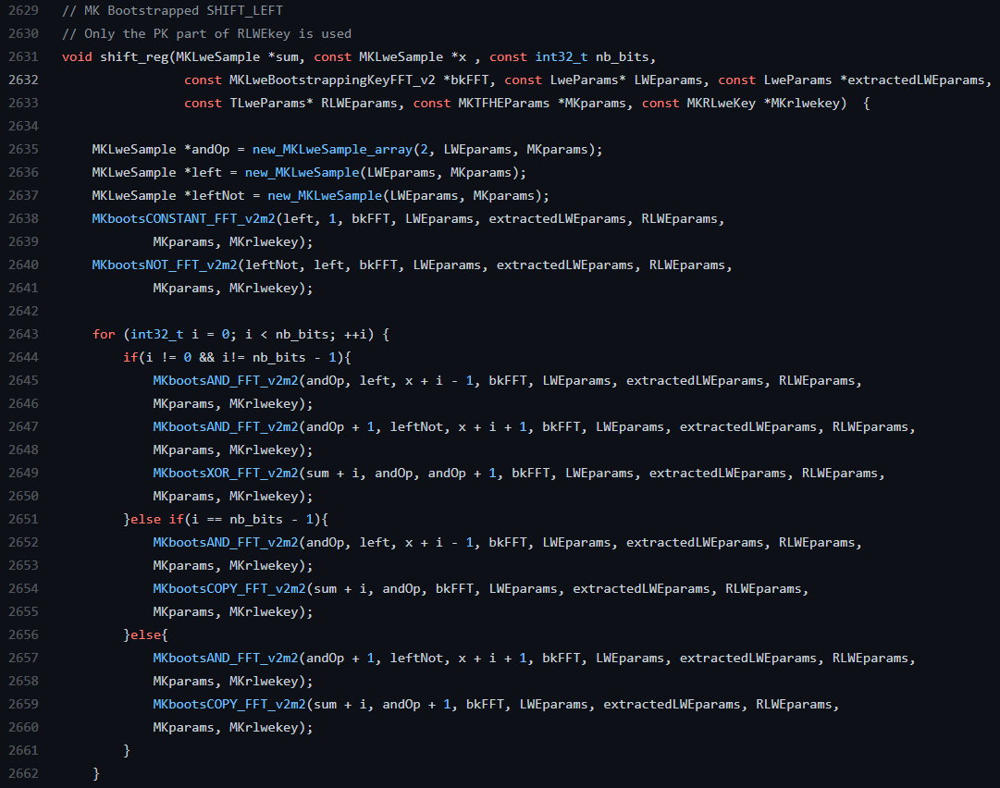 2629 // MK Bootstrapped SHIFT_LEFT
2630 // Only the PK part of RLWEkey is used
2631 void shift_reg(MKLweSample *sum, const MKLweSample *x , const int32_t nb_bits,
2632                 const MKLweBootstrappingKeyFFT_v2 *bkFFT, const LweParams* LWEparams, const LweParams *extractedLWEparams,
2633                 const TLweParams* RLWEparams, const MKTFHEParams *MKparams, const MKRLweKey *MKrlwekey)  {
2634
2635     MKLweSample *andOp = new_MKLweSample_array(2, LWEparams, MKparams);
2636     MKLweSample *left = new_MKLweSample(LWEparams, MKparams);
2637     MKLweSample *leftNot = new_MKLweSample(LWEparams, MKparams);
2638     MKbootsCONSTANT_FFT_v2m2(left, 1, bkFFT, LWEparams, extractedLWEparams, RLWEparams,
2639             MKparams, MKrlwekey);
2640     MKbootsNOT_FFT_v2m2(leftNot, left, bkFFT, LWEparams, extractedLWEparams, RLWEparams,
2641             MKparams, MKrlwekey);
2642
2643     for (int32_t i = 0; i < nb_bits; ++i) {
2644         if(i != 0 && i!= nb_bits - 1){
2645             MKbootsAND_FFT_v2m2(andOp, left, x + i - 1, bkFFT, LWEparams, extractedLWEparams, RLWEparams,
2646             MKparams, MKrlwekey);
2647             MKbootsAND_FFT_v2m2(andOp + 1, leftNot, x + i + 1, bkFFT, LWEparams, extractedLWEparams, RLWEparams,
2648             MKparams, MKrlwekey);
2649             MKbootsXOR_FFT_v2m2(sum + i, andOp, andOp + 1, bkFFT, LWEparams, extractedLWEparams, RLWEparams,
2650             MKparams, MKrlwekey);
2651         }else if(i == nb_bits - 1){
2652             MKbootsAND_FFT_v2m2(andOp, left, x + i - 1, bkFFT, LWEparams, extractedLWEparams, RLWEparams,
2653             MKparams, MKrlwekey);
2654             MKbootsCOPY_FFT_v2m2(sum + i, andOp, bkFFT, LWEparams, extractedLWEparams, RLWEparams,
2655             MKparams, MKrlwekey);
2656         }else{
2657             MKbootsAND_FFT_v2m2(andOp + 1, leftNot, x + i + 1, bkFFT, LWEparams, extractedLWEparams, RLWEparams,
2658             MKparams, MKrlwekey);
2659             MKbootsCOPY_FFT_v2m2(sum + i, andOp + 1, bkFFT, LWEparams, extractedLWEparams, RLWEparams,
2660             MKparams, MKrlwekey);
2661         }
2662     }